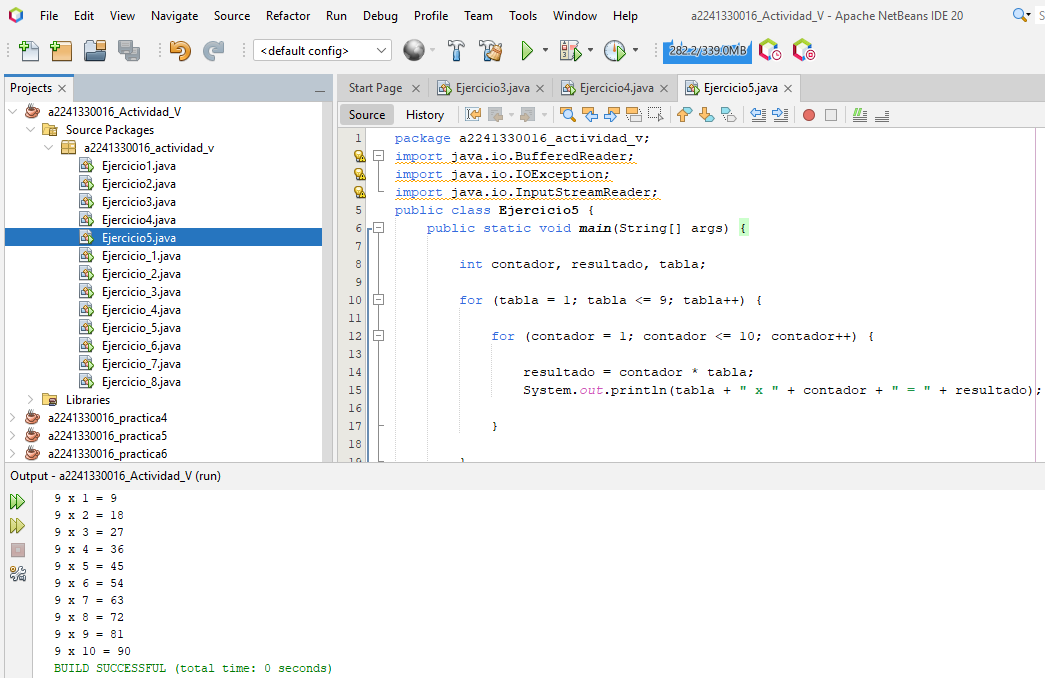 File Edit View Navigate Source Refactor Run Debug Profile Team Tools Window Help a2241330016_Actividad_V - Apache NetBeans IDE 20
<default config> 282.2/339.0MB
Projects
a2241330016_Actividad_V
Source Packages
a2241330016_actividad_v
Ejercicio1.java
Ejercicio2.java
Ejercicio3.java
Ejercicio4.java
Ejercicio5.java
Ejercicio_1.java
Ejercicio_2.java
Ejercicio_3.java
Ejercicio_4.java
Ejercicio_5.java
Ejercicio_6.java
Ejercicio_7.java
Ejercicio_8.java
Libraries
a2241330016_practica4
a2241330016_practica5
a2241330016_practica6
Start Page Ejercicio3.java Ejercicio4.java Ejercicio5.java
Source History
1 package a2241330016_actividad_v;
import java.io.BufferedReader;
import java.io.IOException;
import java.io.InputStreamReader;
5 public class Ejercicio5 {
6 public static void main(String[] args) {
7
8 int contador, resultado, tabla;
9
10 for (tabla = 1; tabla <= 9; tabla++) {
11
12 for (contador = 1; contador <= 10; contador++) {
13
14 resultado = contador * tabla;
15 System.out.println(tabla + " x " + contador + " = " + resultado);
16
17 }
18
19 }
Output - a2241330016_Actividad_V (run)
9 x 1 = 9
9 x 2 = 18
9 x 3 = 27
9 x 4 = 36
9 x 5 = 45
9 x 6 = 54
9 x 7 = 63
9 x 8 = 72
9 x 9 = 81
9 x 10 = 90
BUILD SUCCESSFUL (total time: 0 seconds)